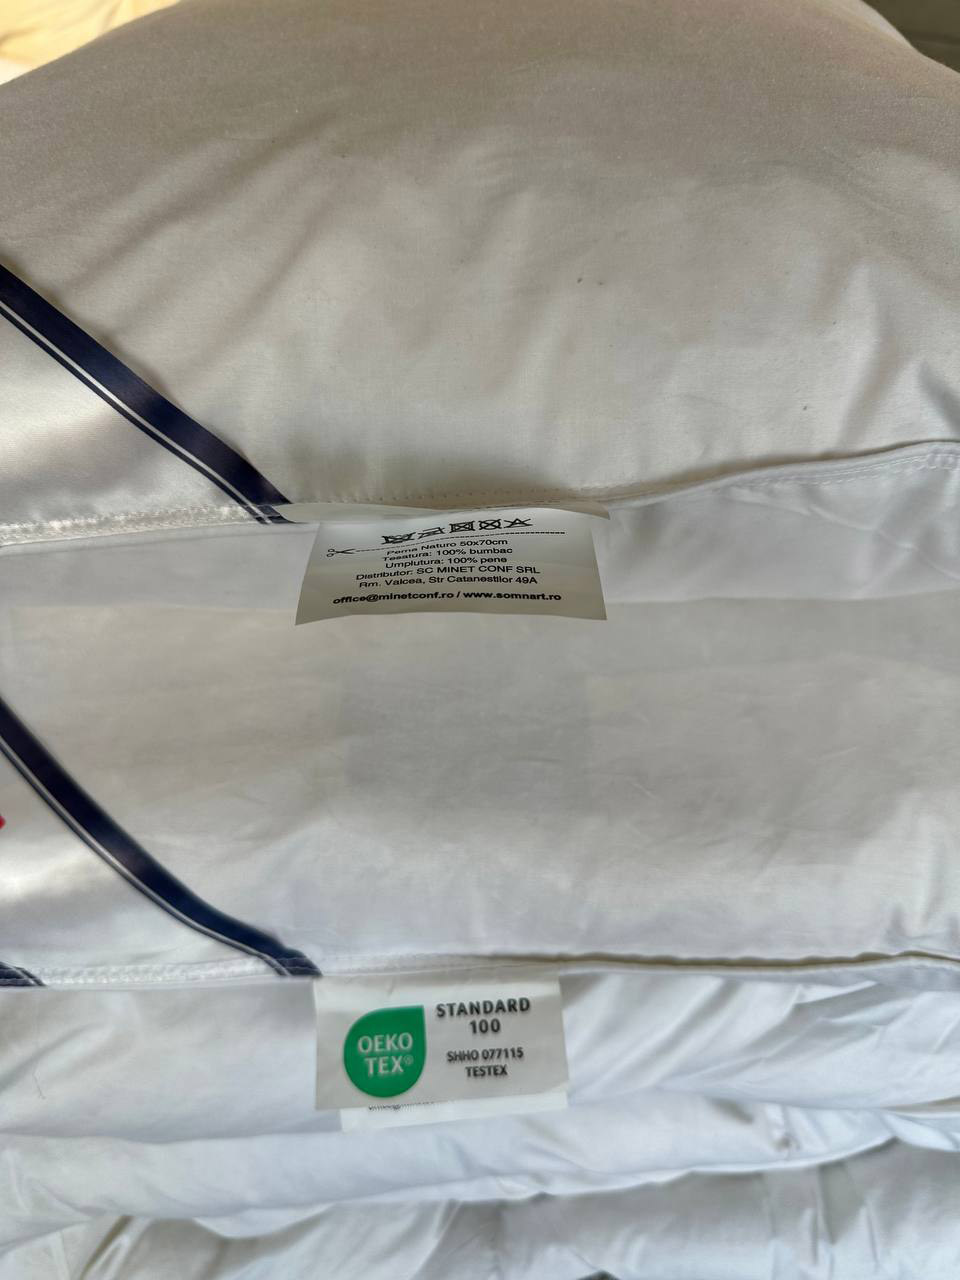 Perna Naturo 50x70cm
Tesatura: 100% bumbac
Umplutura: 100% pene
Distribuitor: SC MINET CONF SRL
Rm. Valcea, Str Catanestilor 49A
office@minetconf.ro / www.somnart.ro
OEKO
TEX®
STANDARD
100
SHHO 077115
TESTEX